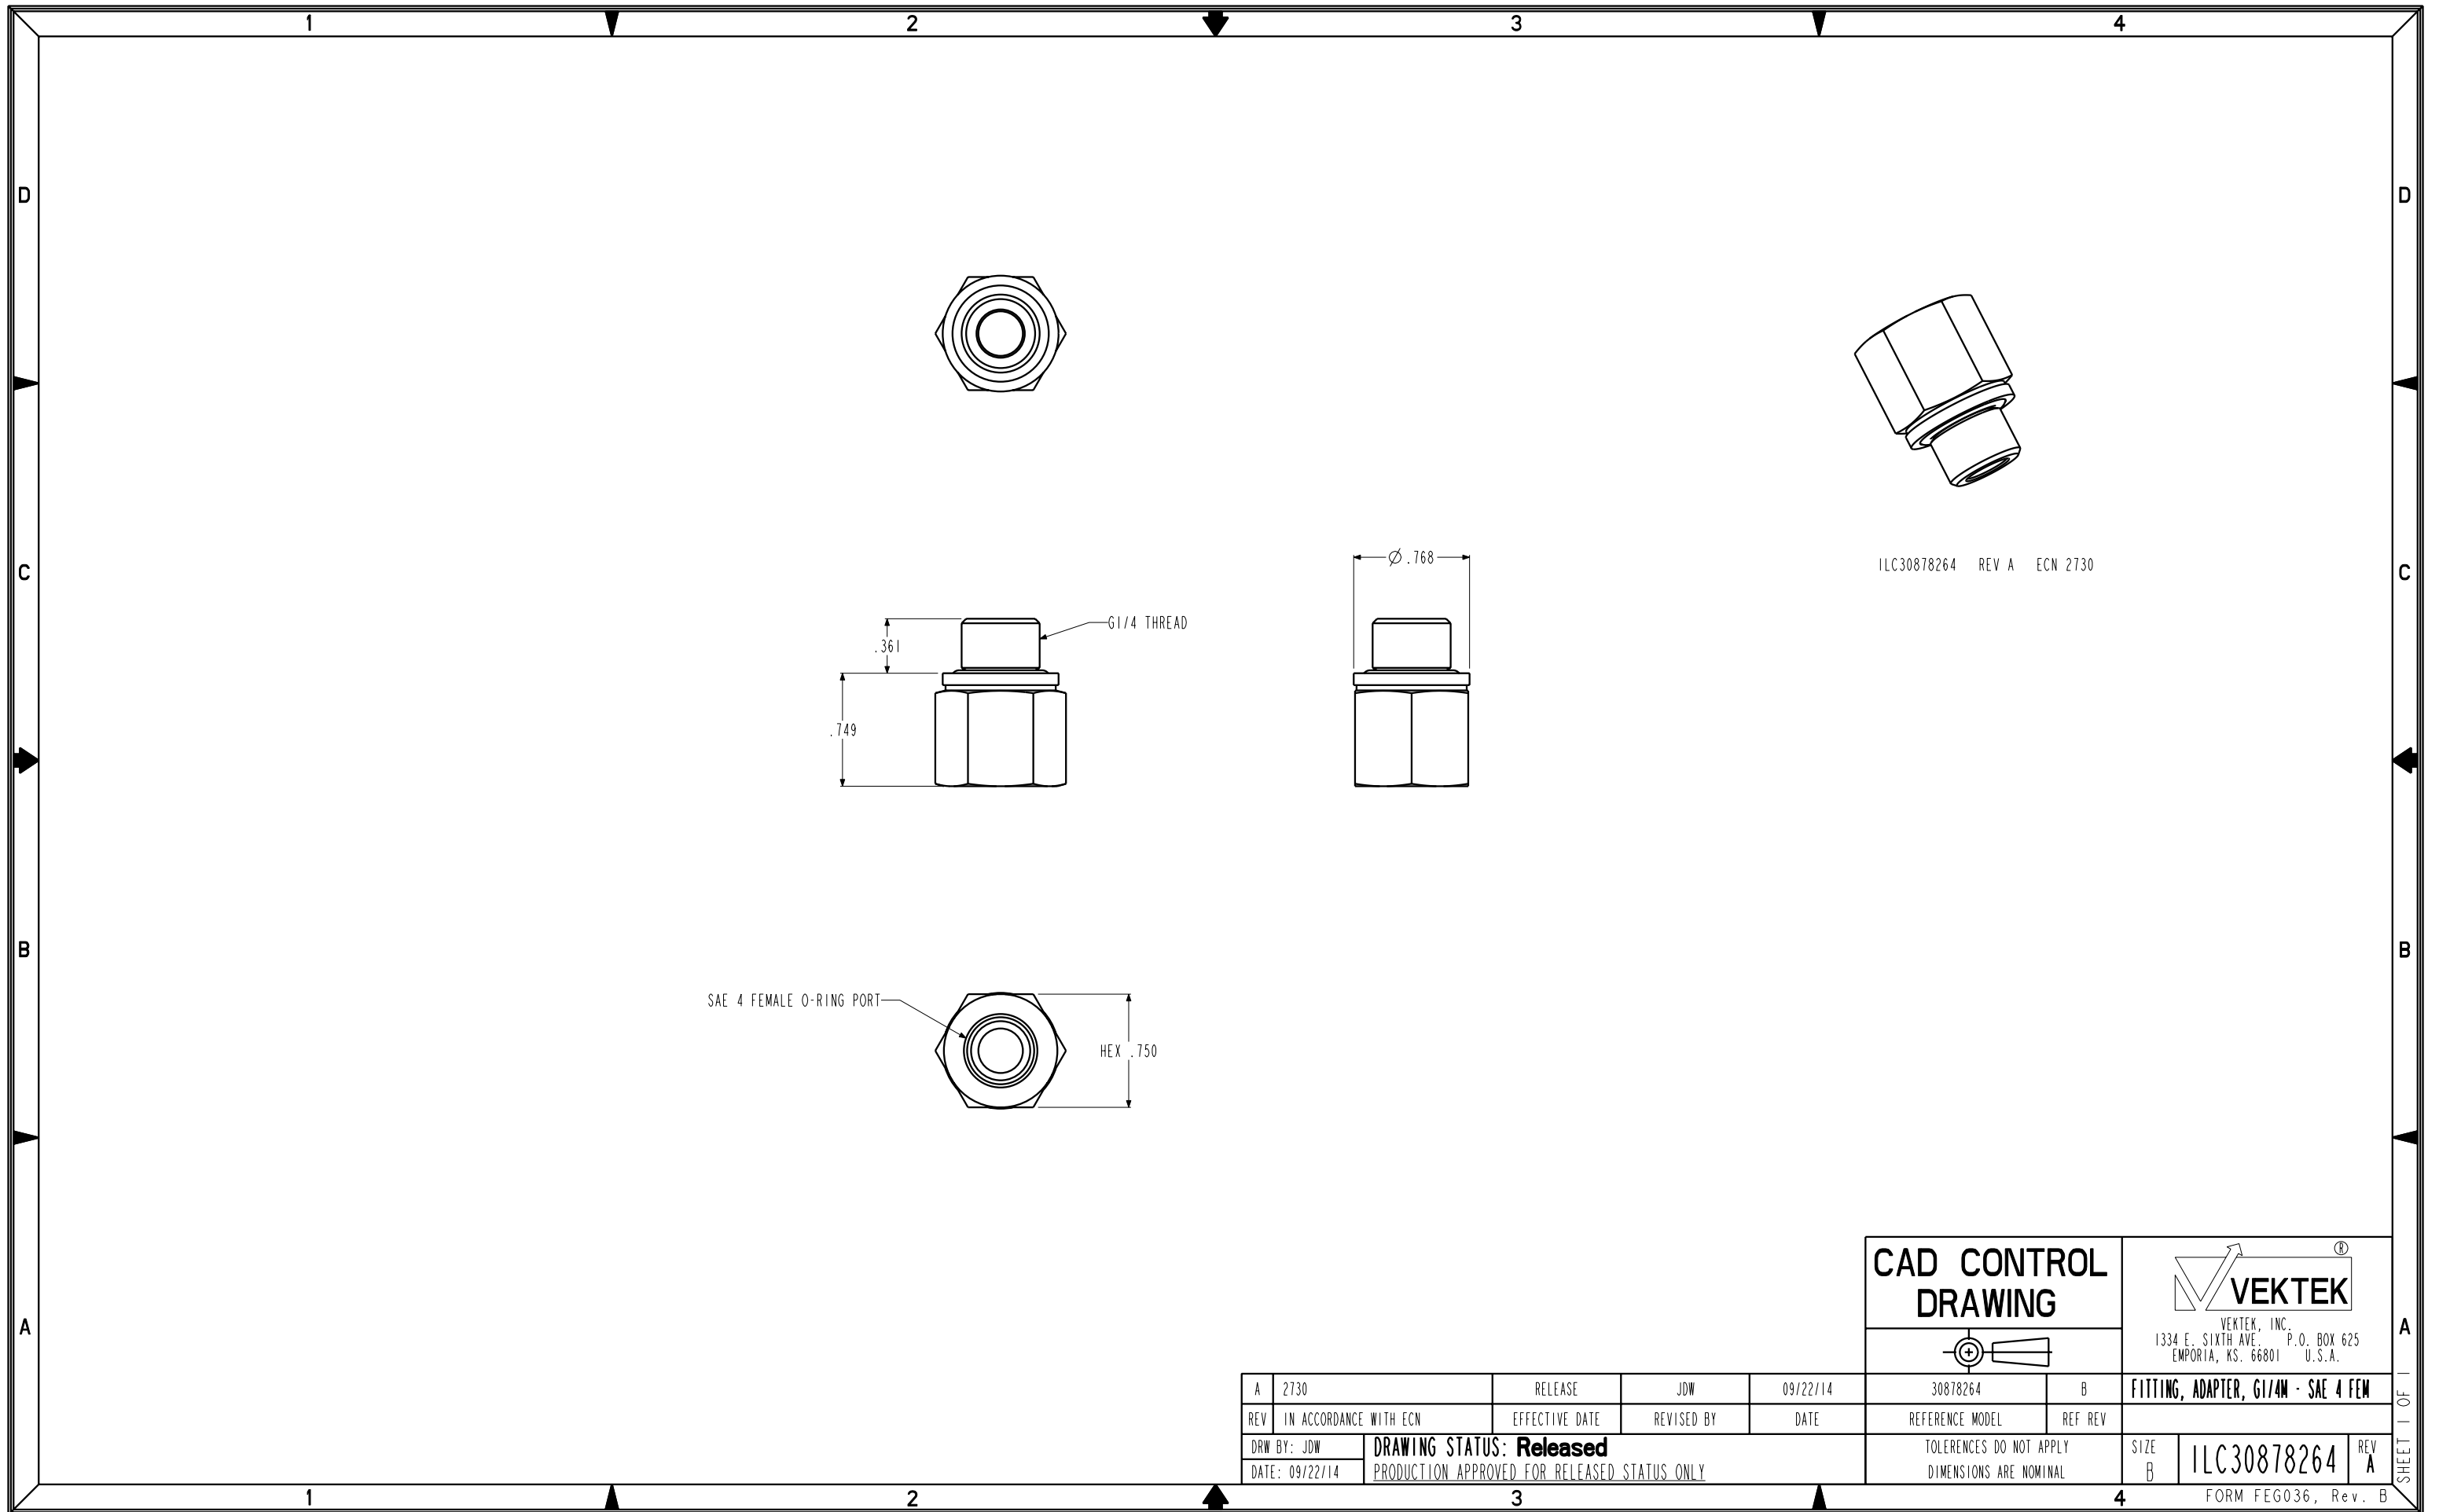 1 2 3 4
D D
Ø .768
ILC30878264 REV A ECN 2730
C C
G1/4 THREAD
.361
.749
B B
SAE 4 FEMALE O-RING PORT
HEX .750
CAD CONTROL
DRAWING
®
VEKTEK
VEKTEK, INC.
1334 E. SIXTH AVE. P.O. BOX 625
EMPORIA, KS. 66801 U.S.A.
A A
A 2730 RELEASE JDW 09/22/14 30878264 B FITTING, ADAPTER, G1/4M - SAE 4 FEM
REV IN ACCORDANCE WITH ECN EFFECTIVE DATE REVISED BY DATE REFERENCE MODEL REF REV
DRW BY: JDW DRAWING STATUS: Released TOLERENCES DO NOT APPLY SIZE ILC30878264 REV
DATE: 09/22/14 PRODUCTION APPROVED FOR RELEASED STATUS ONLY DIMENSIONS ARE NOMINAL B A
SHEET 1 OF 1
1 2 3 4
FORM FEG036, Rev. B